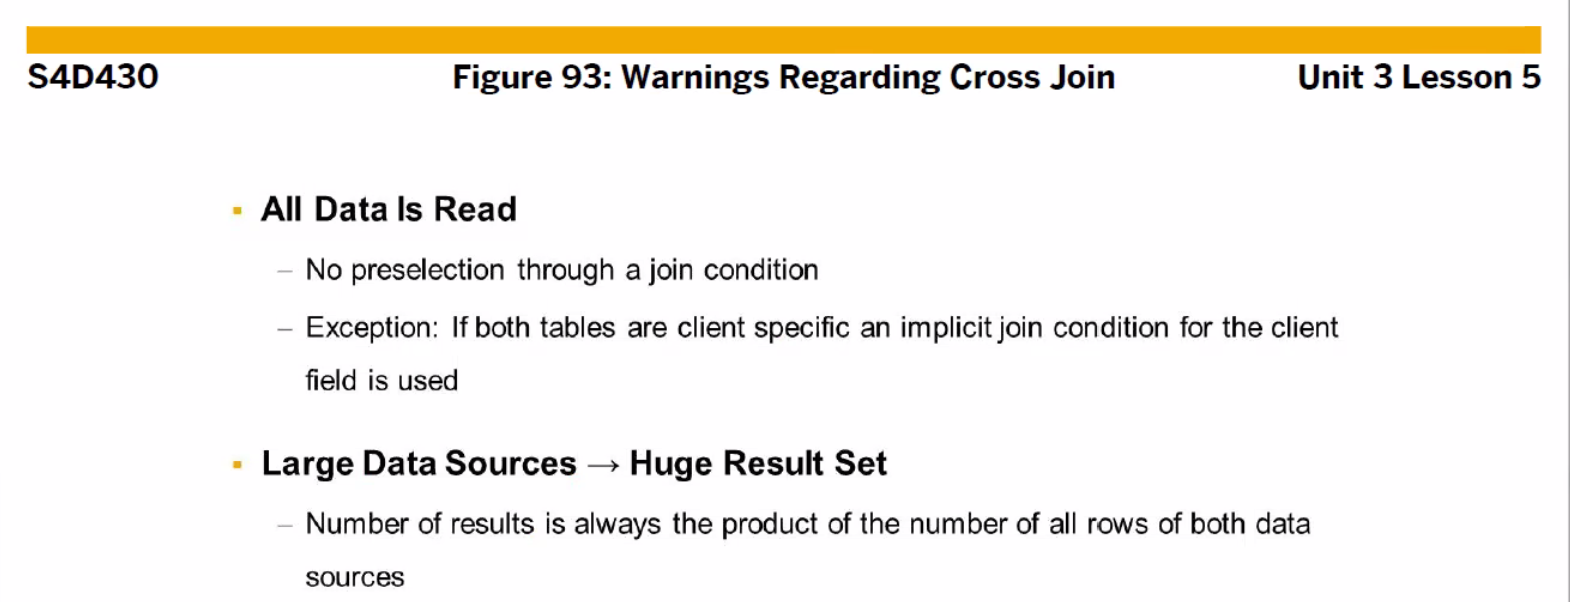 S4D430 Figure 93: Warnings Regarding Cross Join Unit 3 Lesson 5
▪ All Data Is Read
– No preselection through a join condition
– Exception: If both tables are client specific an implicit join condition for the client
field is used
▪ Large Data Sources → Huge Result Set
– Number of results is always the product of the number of all rows of both data
sources